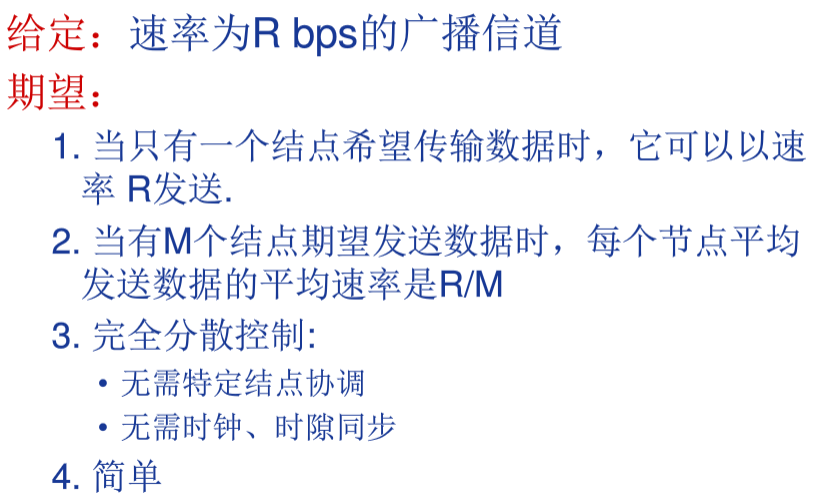 给定：速率为R bps的广播信道
期望：
1. 当只有一个结点希望传输数据时，它可以以速
率 R发送.
2. 当有M个结点期望发送数据时，每个节点平均
发送数据的平均速率是R/M
3. 完全分散控制:
• 无需特定结点协调
• 无需时钟、时隙同步
4. 简单